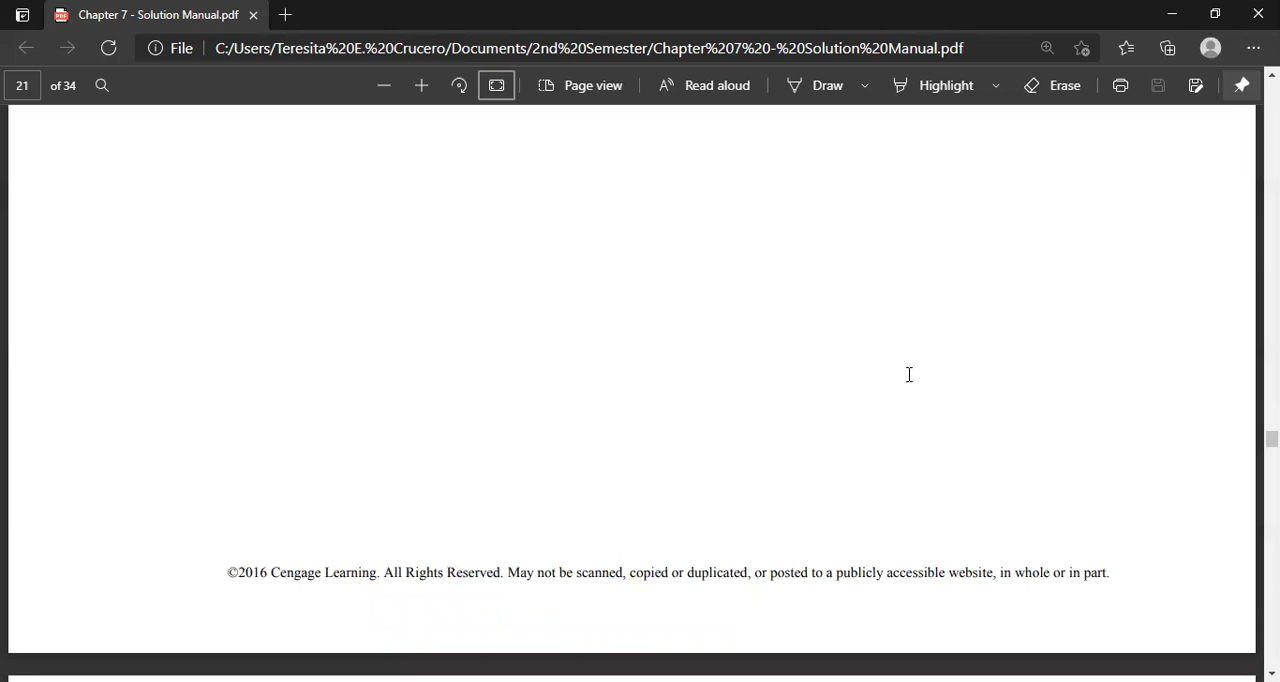 Chapter 7 - Solution Manual.pdf
File C:/Users/Teresita%20E.%20Crucero/Documents/2nd%20Semester/Chapter%207%20-%20Solution%20Manual.pdf
21 of 34 Page view Read aloud Draw Highlight Erase
©2016 Cengage Learning. All Rights Reserved. May not be scanned, copied or duplicated, or posted to a publicly accessible website, in whole or in part.